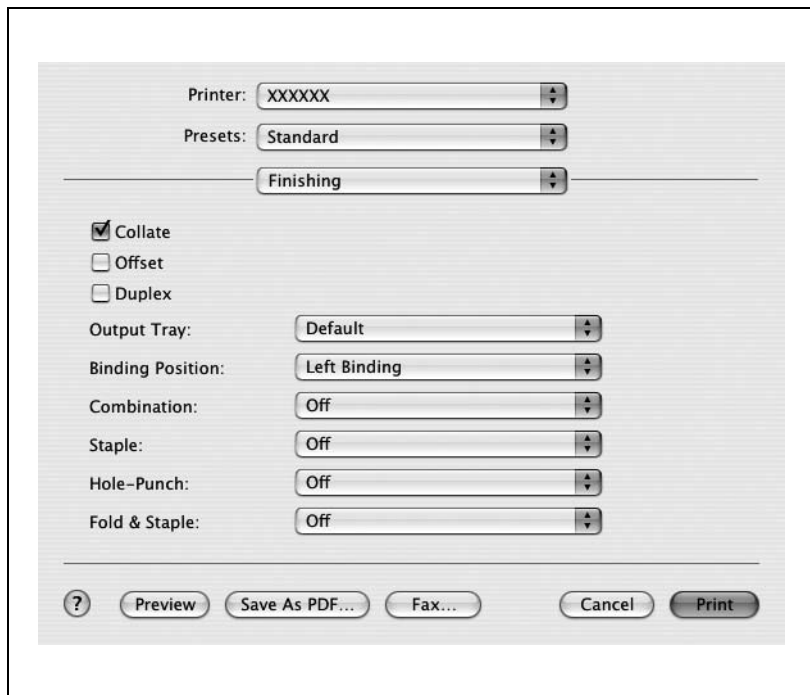 Printer: XXXXXX
Presets: Standard
Finishing
Collate
Offset
Duplex
Output Tray: Default
Binding Position: Left Binding
Combination: Off
Staple: Off
Hole-Punch: Off
Fold & Staple: Off
? Preview Save As PDF... Fax... Cancel Print